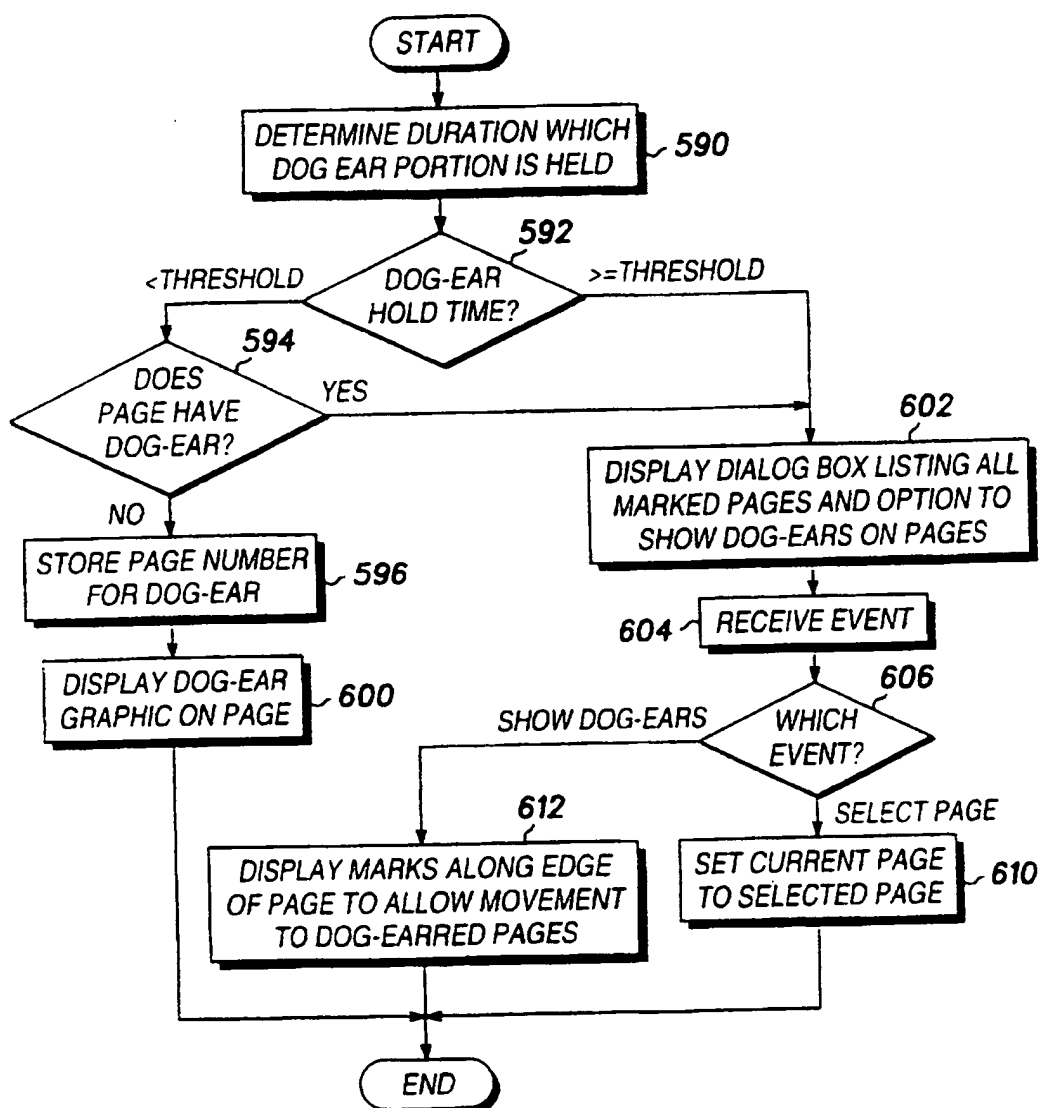 START
DETERMINE DURATION WHICH
DOG EAR PORTION IS HELD
590
592
<THRESHOLD
DOG-EAR
HOLD TIME?
>=THRESHOLD
594
DOES
PAGE HAVE
DOG-EAR?
YES
602
DISPLAY DIALOG BOX LISTING ALL
MARKED PAGES AND OPTION TO
SHOW DOG-EARS ON PAGES
NO
STORE PAGE NUMBER
FOR DOG-EAR
596
604
RECEIVE EVENT
DISPLAY DOG-EAR
GRAPHIC ON PAGE
600
606
SHOW DOG-EARS
WHICH
EVENT?
612
SELECT PAGE
DISPLAY MARKS ALONG EDGE
OF PAGE TO ALLOW MOVEMENT
TO DOG-EARRED PAGES
SET CURRENT PAGE
TO SELECTED PAGE
610
END